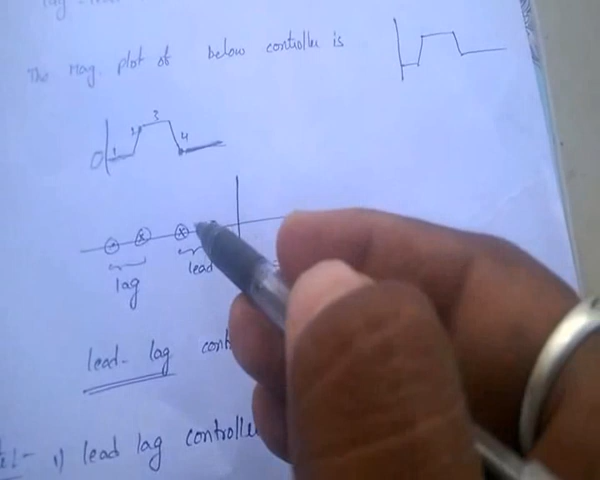 The Mag. plot of below controller is
1 2 3 4
0
lag lead
lead-lag
1) lead lag controlle